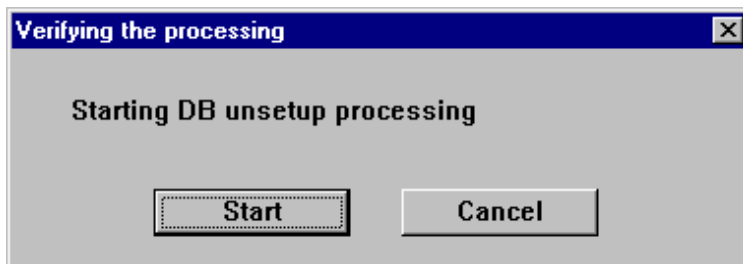 Verifying the processing
Starting DB unsetup processing
Start Cancel